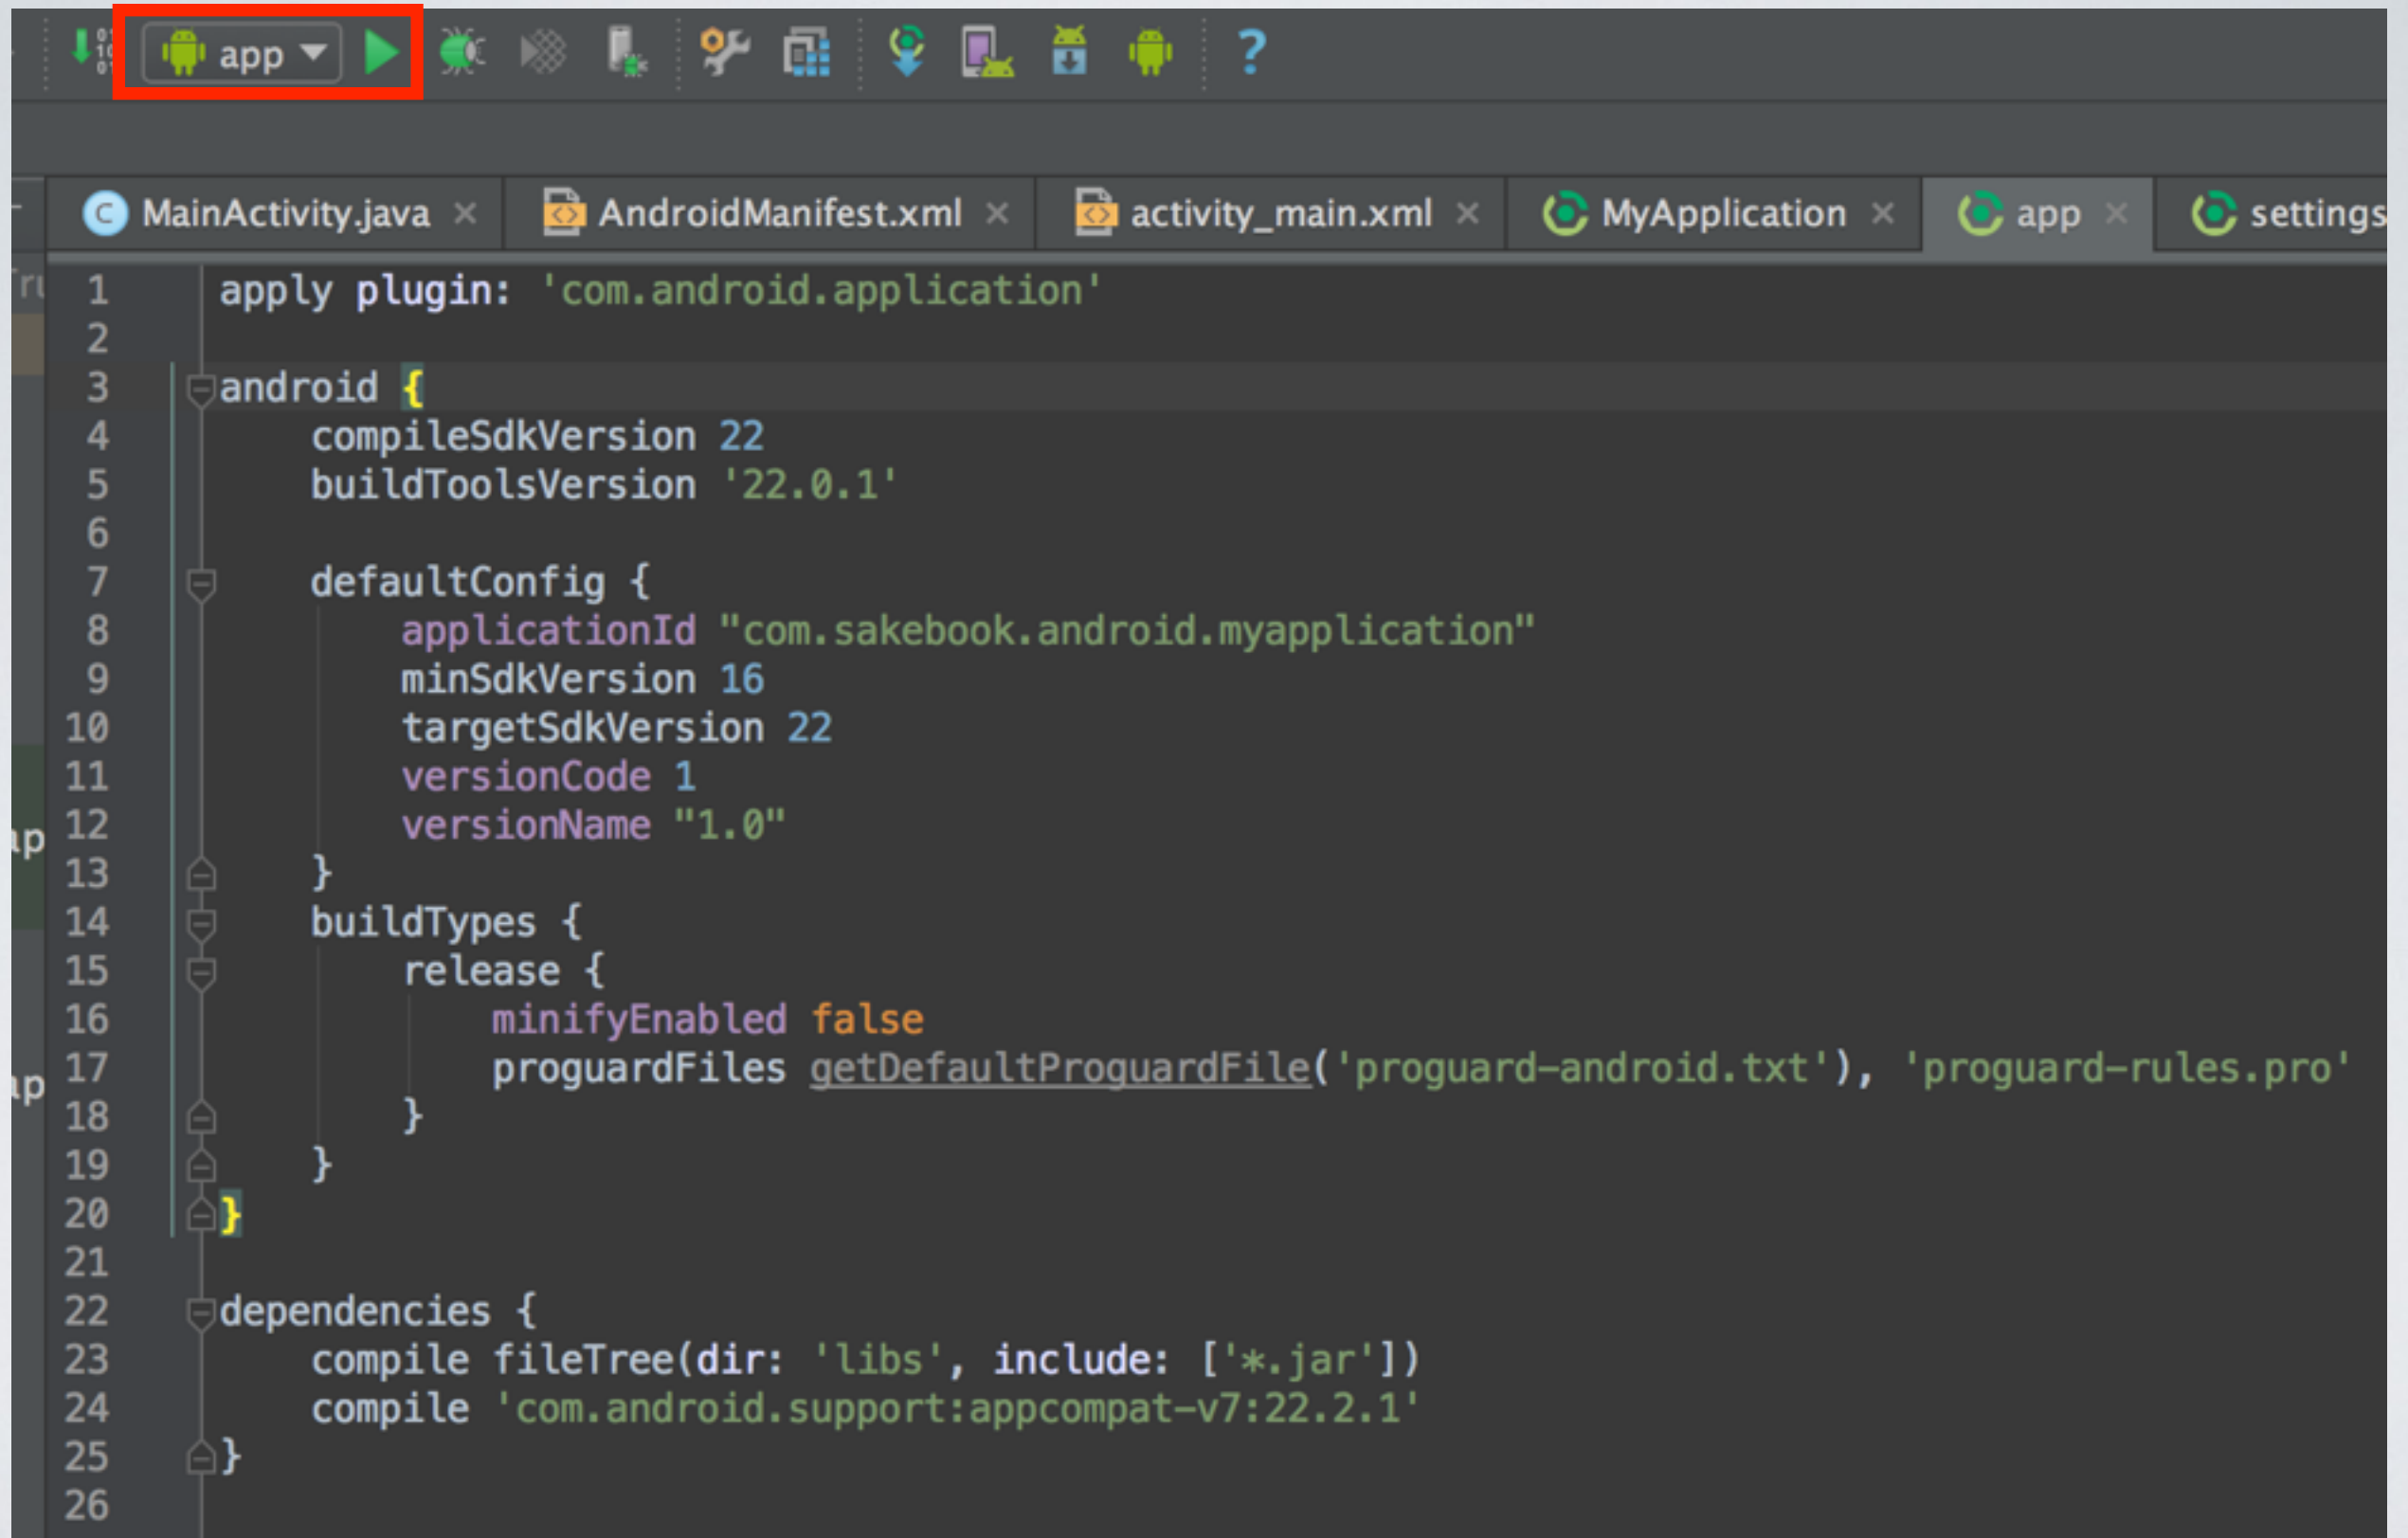 app
?
MainActivity.java AndroidManifest.xml activity_main.xml MyApplication app settings
1 apply plugin: 'com.android.application'
2
3 android {
4 compileSdkVersion 22
5 buildToolsVersion '22.0.1'
6
7 defaultConfig {
8 applicationId "com.sakebook.android.myapplication"
9 minSdkVersion 16
10 targetSdkVersion 22
11 versionCode 1
12 versionName "1.0"
13 }
14 buildTypes {
15 release {
16 minifyEnabled false
17 proguardFiles getDefaultProguardFile('proguard-android.txt'), 'proguard-rules.pro'
18 }
19 }
20 }
21
22 dependencies {
23 compile fileTree(dir: 'libs', include: ['*.jar'])
24 compile 'com.android.support:appcompat-v7:22.2.1'
25 }
26